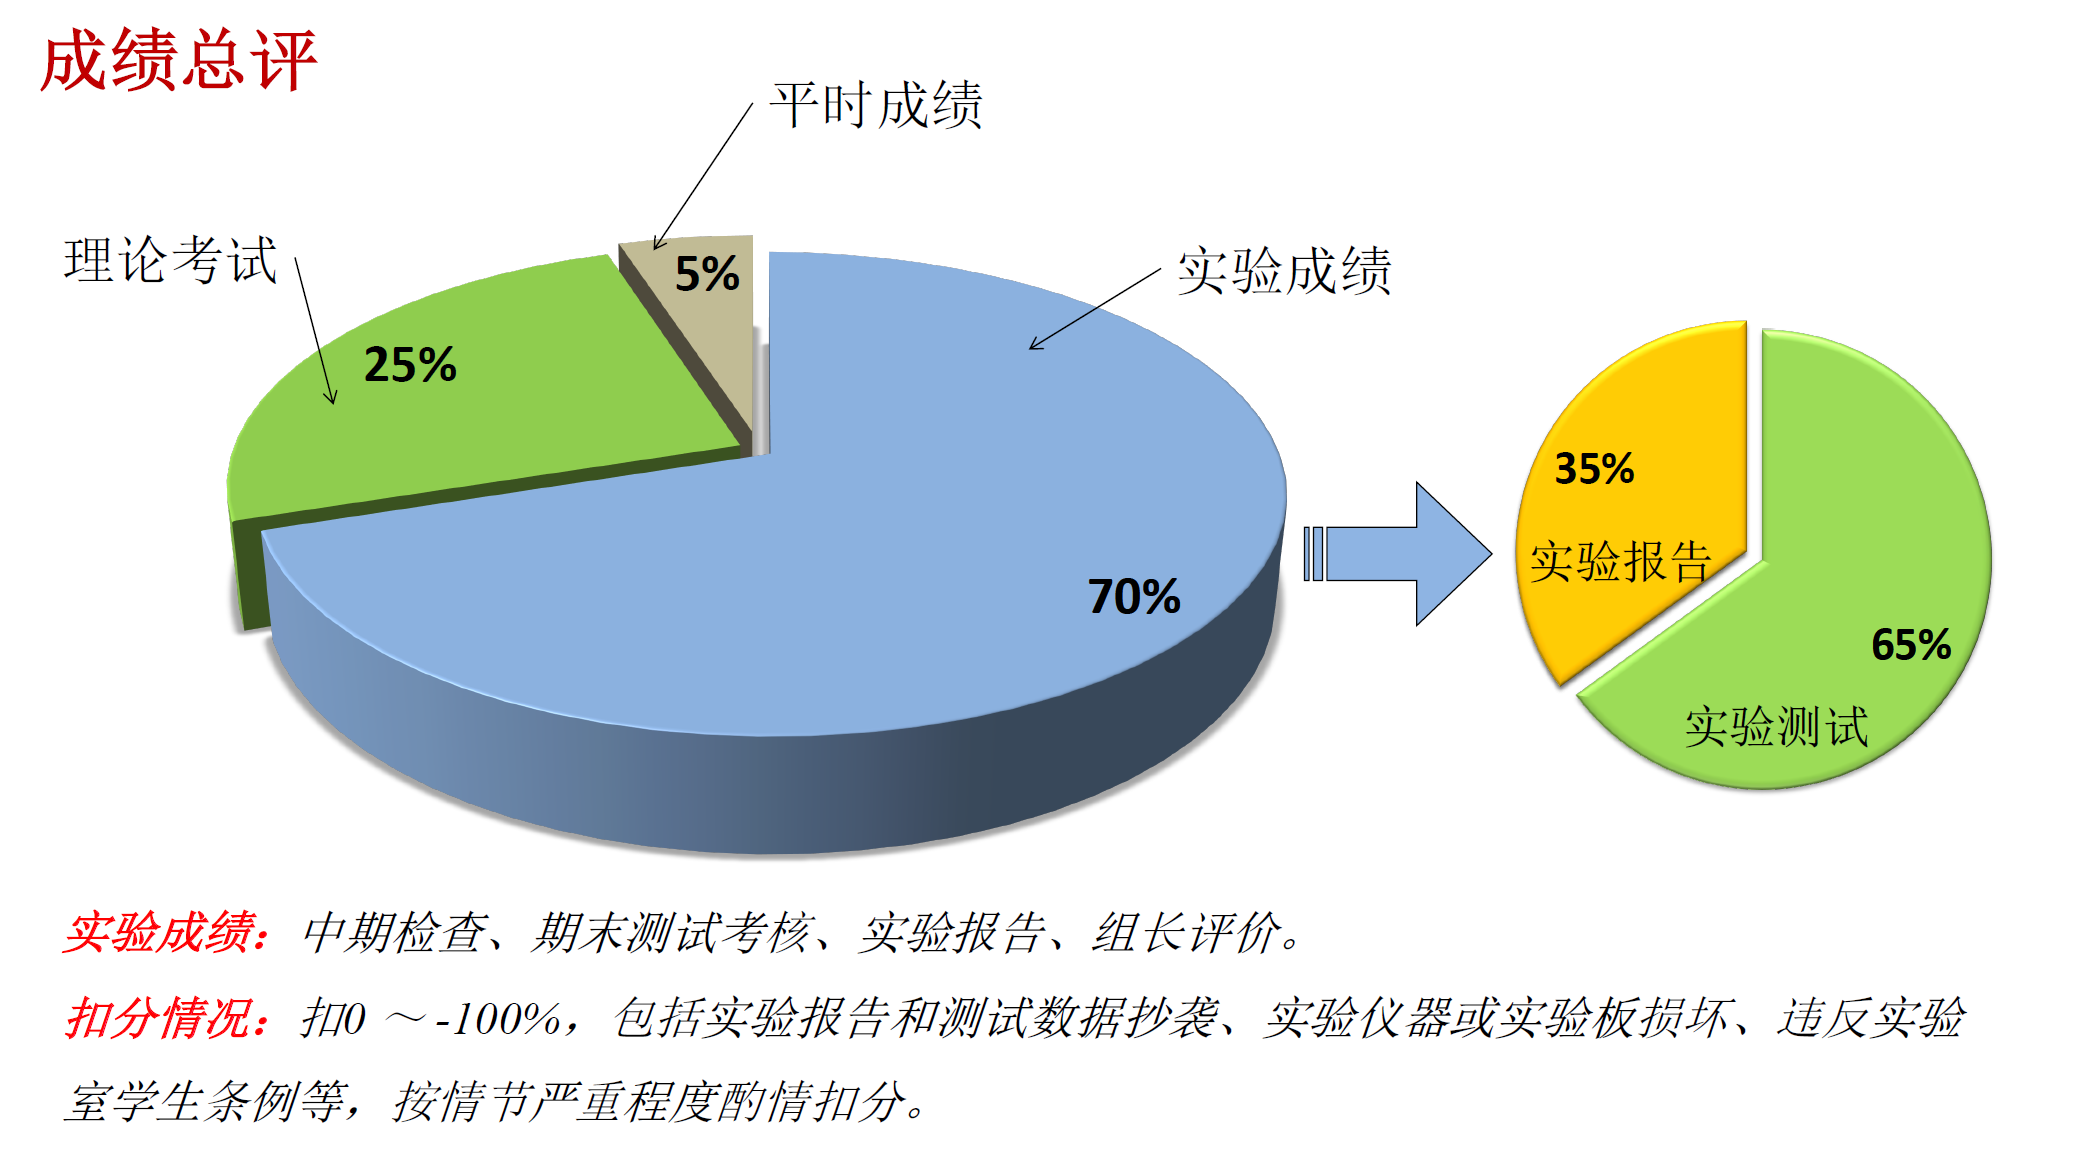 成绩总评
平时成绩
理论考试
5%
实验成绩
25%
35%
实验报告
70%
65%
实验测试
实验成绩：中期检查、期末测试考核、实验报告、组长评价。
扣分情况：扣0 ～ -100%，包括实验报告和测试数据抄袭、实验仪器或实验板损坏、违反实验
室学生条例等，按情节严重程度酌情扣分。